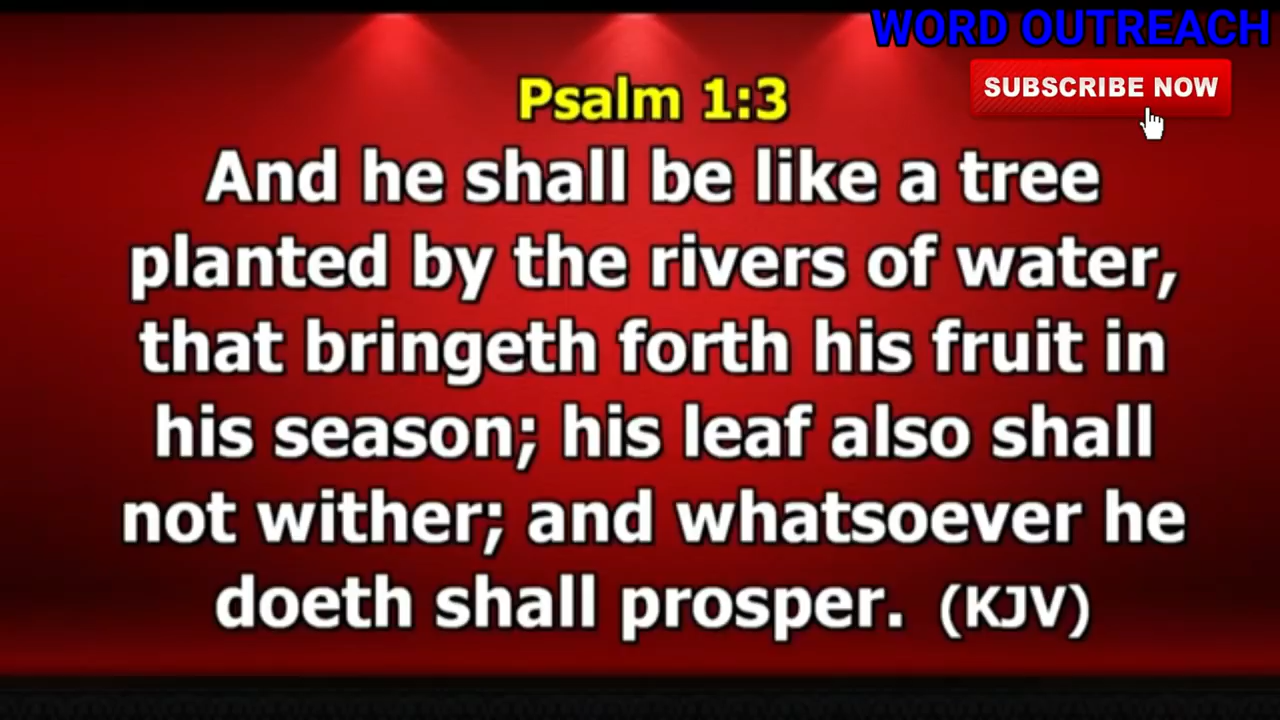 WORD OUTREACH
SUBSCRIBE NOW
Psalm 1:3
And he shall be like a tree
planted by the rivers of water,
that bringeth forth his fruit in
his season; his leaf also shall
not wither; and whatsoever he
doeth shall prosper. (KJV)